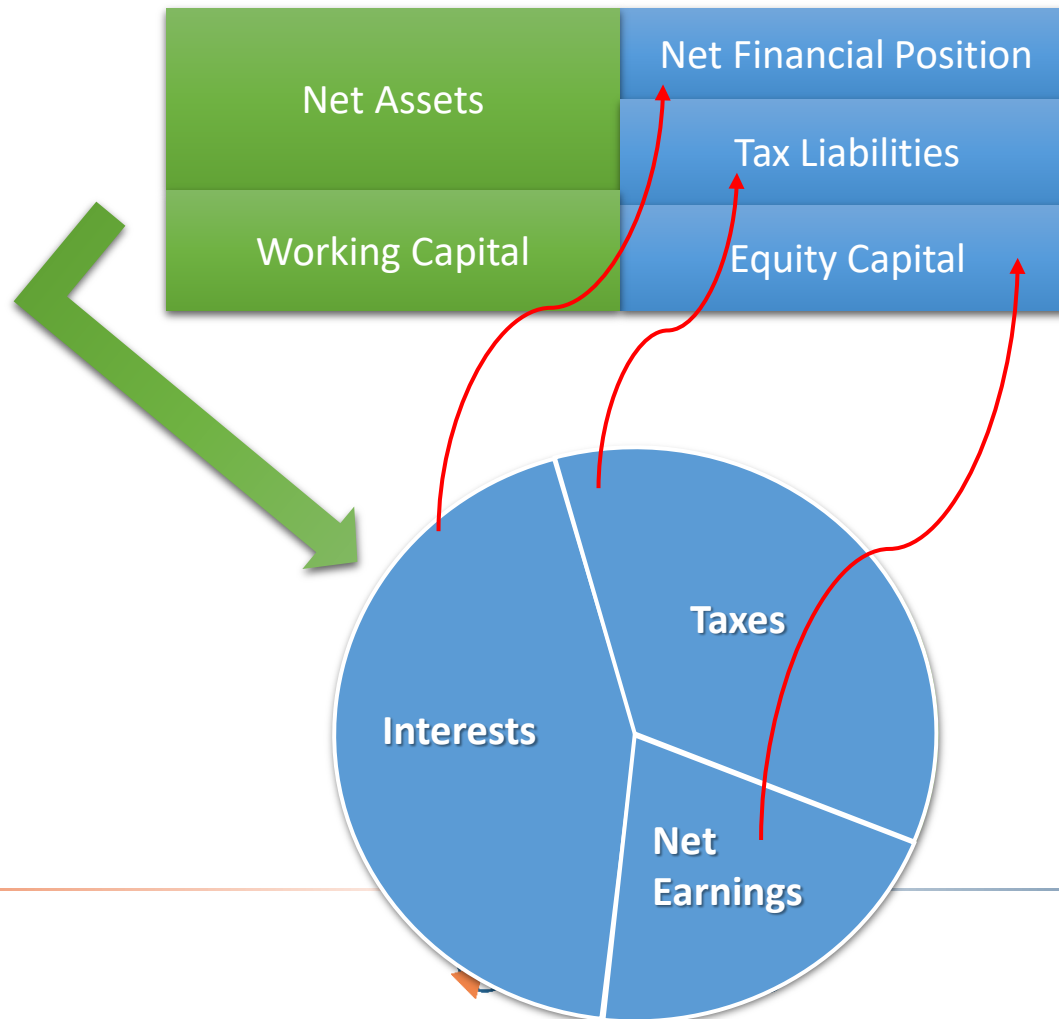 Net Assets
Net Financial Position
Tax Liabilities
Working Capital
Equity Capital
Taxes
Interests
Net
Earnings